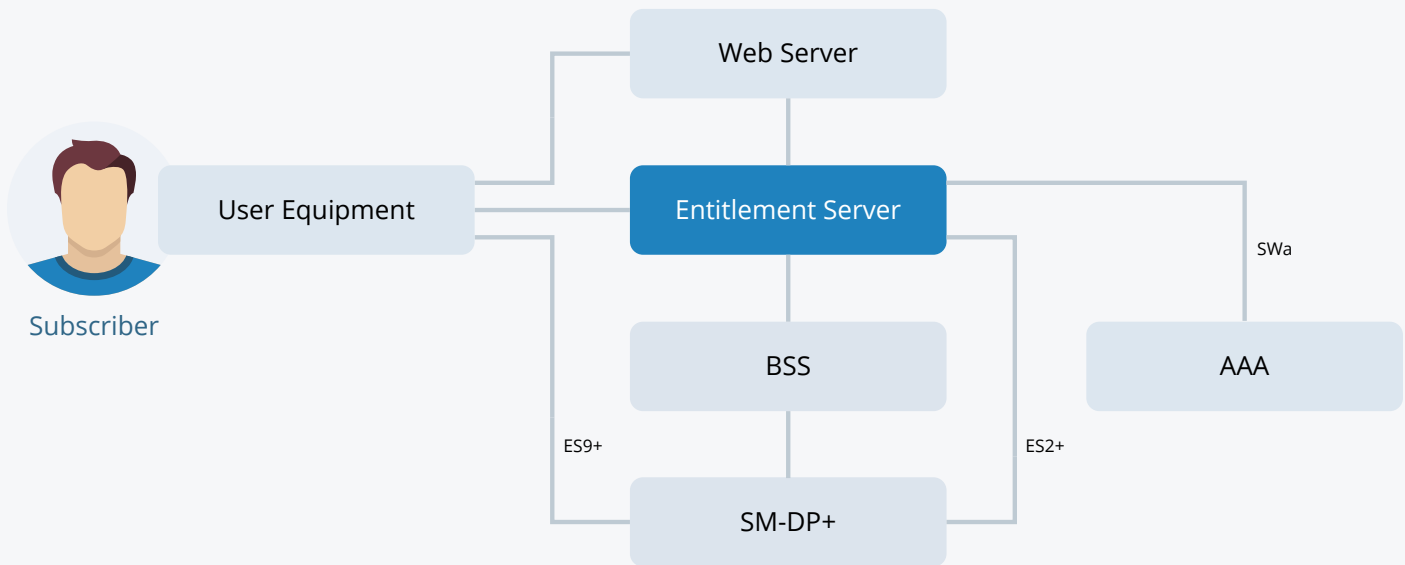 Web Server
User Equipment
Entitlement Server
SWa
Subscriber
BSS
AAA
ES9+
ES2+
SM-DP+